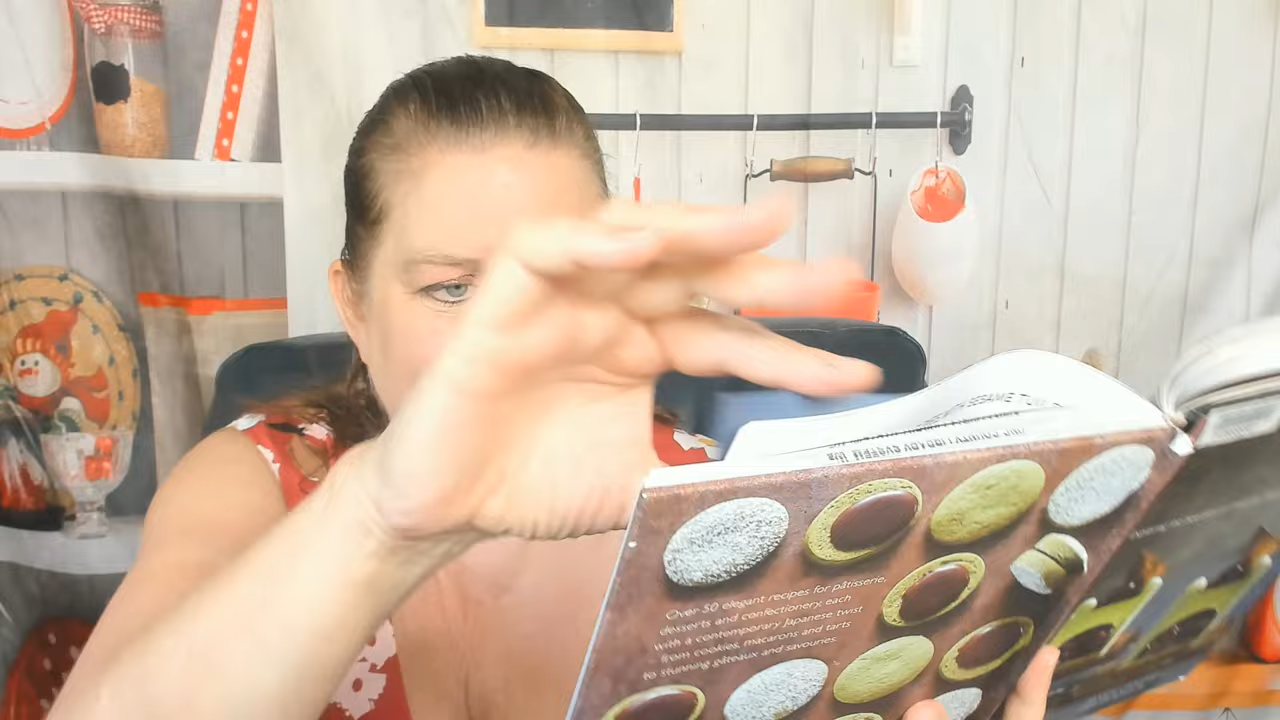 Over 50 elegant recipes for pâtisserie,
desserts and confectionery, each
with a contemporary Japanese twist
from cookies, macarons and tarts
to stunning gâteaux and savouries.